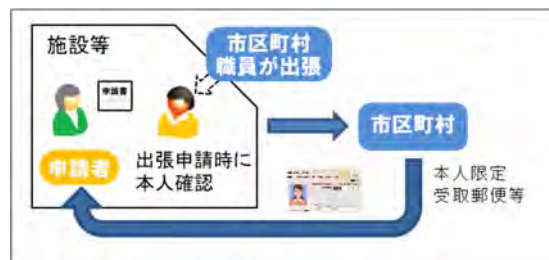 施設等
市区町村
職員が出張
申請書
申請者
出張申請時に
本人確認
市区町村
本人限定
受取郵便等